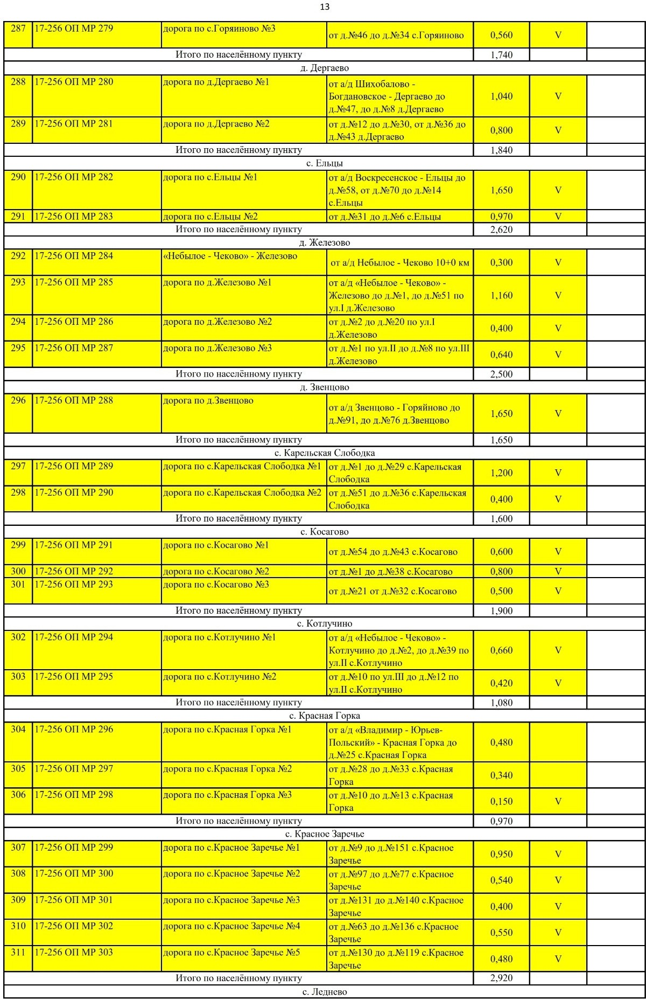 13
287 17-256 ОП МР 279 дорога по с.Горяиново №3 от д.№46 до д.№34 с.Горяиново 0,560 V
Итого по населённому пункту 1,740
д. Дергаево
288 17-256 ОП МР 280 дорога по д.Дергаево №1 от а/д Шихобалово -
Богдановское - Дергаево до 1,040 V
д.№47, до д.№8 д.Дергаево
289 17-256 ОП МР 281 дорога по д.Дергаево №2 от д.№12 до д.№30, от д.№36 до 0,800 V
д.№43 д.Дергаево
Итого по населённому пункту 1,840
с. Ельцы
290 17-256 ОП МР 282 дорога по с.Ельцы №1 от а/д Воскресенское - Ельцы до
д.№58, от д.№70 до д.№14 1,650 V
с.Ельцы
291 17-256 ОП МР 283 дорога по с.Ельцы №2 от д.№31 до д.№6 с.Ельцы 0,970 V
Итого по населённому пункту 2,620
д. Железово
292 17-256 ОП МР 284 «Небылое - Чеково» - Железово от а/д Небылое - Чеково 10+0 км 0,300 V
293 17-256 ОП МР 285 дорога по д.Железово №1 от а/д «Небылое - Чеково» -
Железово до д.№1, до д.№51 по 1,160 V
ул.I д.Железово
294 17-256 ОП МР 286 дорога по д.Железово №2 от д.№2 до д.№20 по ул.I 0,400 V
д.Железово
295 17-256 ОП МР 287 дорога по д.Железово №3 от д.№1 по ул.II до д.№8 по ул.III 0,640 V
д.Железово
Итого по населённому пункту 2,500
д. Звенцово
296 17-256 ОП МР 288 дорога по д.Звенцово от а/д Звенцово - Горяйново до 1,650 V
д.№91, до д.№76 д.Звенцово
Итого по населённому пункту 1,650
с. Карельская Слободка
297 17-256 ОП МР 289 дорога по с.Карельская Слободка №1 от д.№1 до д.№29 с.Карельская 1,200 V
Слободка
298 17-256 ОП МР 290 дорога по с.Карельская Слободка №2 от д.№51 до д.№36 с.Карельская 0,400 V
Слободка
Итого по населённому пункту 1,600
с. Косагово
299 17-256 ОП МР 291 дорога по с.Косагово №1 от д.№54 до д.№43 с.Косагово 0,600 V
300 17-256 ОП МР 292 дорога по с.Косагово №2 от д.№1 до д.№38 с.Косагово 0,800 V
301 17-256 ОП МР 293 дорога по с.Косагово №3 от д.№21 от д.№32 с.Косагово 0,500 V
Итого по населённому пункту 1,900
с. Котлучино
302 17-256 ОП МР 294 дорога по с.Котлучино №1 от а/д «Небылое - Чеково» -
Котлучино до д.№2, до д.№39 по 0,660 V
ул.II с.Котлучино
303 17-256 ОП МР 295 дорога по с.Котлучино №2 от д.№10 по ул.III до д.№12 по 0,420 V
ул.II с.Котлучино
Итого по населённому пункту 1,080
с. Красная Горка
304 17-256 ОП МР 296 дорога по с.Красная Горка №1 от а/д «Владимир - Юрьев-
Польский» - Красная Горка до 0,480
д.№25 с.Красная Горка
305 17-256 ОП МР 297 дорога по с.Красная Горка №2 от д.№28 до д.№33 с.Красная 0,340
Горка
306 17-256 ОП МР 298 дорога по с.Красная Горка №3 от д.№10 до д.№13 с.Красная 0,150 V
Горка
Итого по населённому пункту 0,970
с. Красное Заречье
307 17-256 ОП МР 299 дорога по с.Красное Заречье №1 от д.№9 до д.№151 с.Красное 0,950 V
Заречье
308 17-256 ОП МР 300 дорога по с.Красное Заречье №2 от д.№97 до д.№77 с.Красное 0,540 V
Заречье
309 17-256 ОП МР 301 дорога по с.Красное Заречье №3 от д.№131 до д.№140 с.Красное 0,400 V
Заречье
310 17-256 ОП МР 302 дорога по с.Красное Заречье №4 от д.№63 до д.№136 с.Красное 0,550 V
Заречье
311 17-256 ОП МР 303 дорога по с.Красное Заречье №5 от д.№130 до д.№119 с.Красное 0,480 V
Заречье
Итого по населённому пункту 2,920
с. Леднево